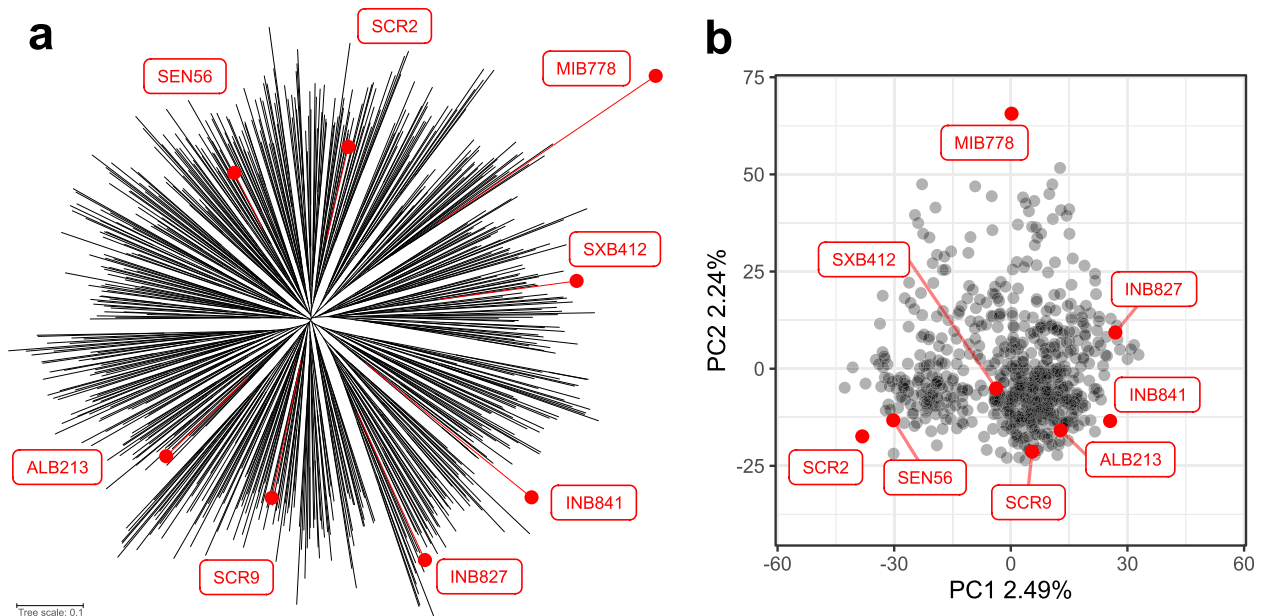 a
SCR2
SEN56
MIB778
SXB412
ALB213
INB841
SCR9
INB827
Tree scale: 0.1
b
75
50
25
0
-25
PC2 2.24%
MIB778
SXB412
INB827
INB841
ALB213
SCR2
SEN56
SCR9
-60
-30
0
30
60
PC1 2.49%